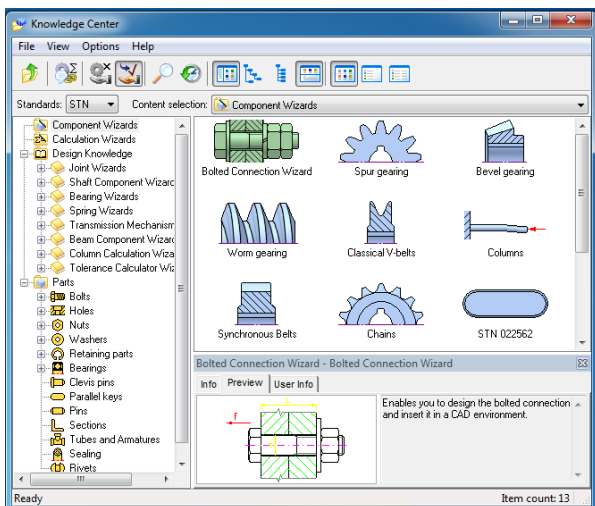 Knowledge Center
File View Options Help
Standards: STN Content selection: Component Wizards
Component Wizards
Calculation Wizards
Design Knowledge
Joint Wizards
Shaft Component Wizarc
Bearing Wizards
Spring Wizards
Transmission Mechanism
Beam Component Wizarc
Column Calculation Wiza
Tolerance Calculator Wiz
Parts
Bolts
Holes
Nuts
Washers
Retaining parts
Bearings
Clevis pins
Parallel keys
Pins
Sections
Tubes and Armatures
Sealing
Rivets
Bolted Connection Wizard Spur gearing Bevel gearing
Worm gearing Classical V-belts Columns
Synchronous Belts Chains STN 022562
Bolted Connection Wizard - Bolted Connection Wizard
Info Preview User Info
f L
Enables you to design the bolted connection
and insert it in a CAD environment.
Ready Item count: 13